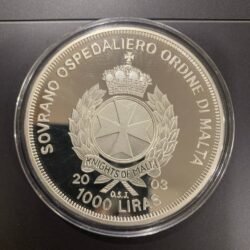 SOVRANO OSPEDALIERO ORDINE DI MALTA
KNIGHTS OF MALTA
20 03
O.S.J.
1000 LIRAS